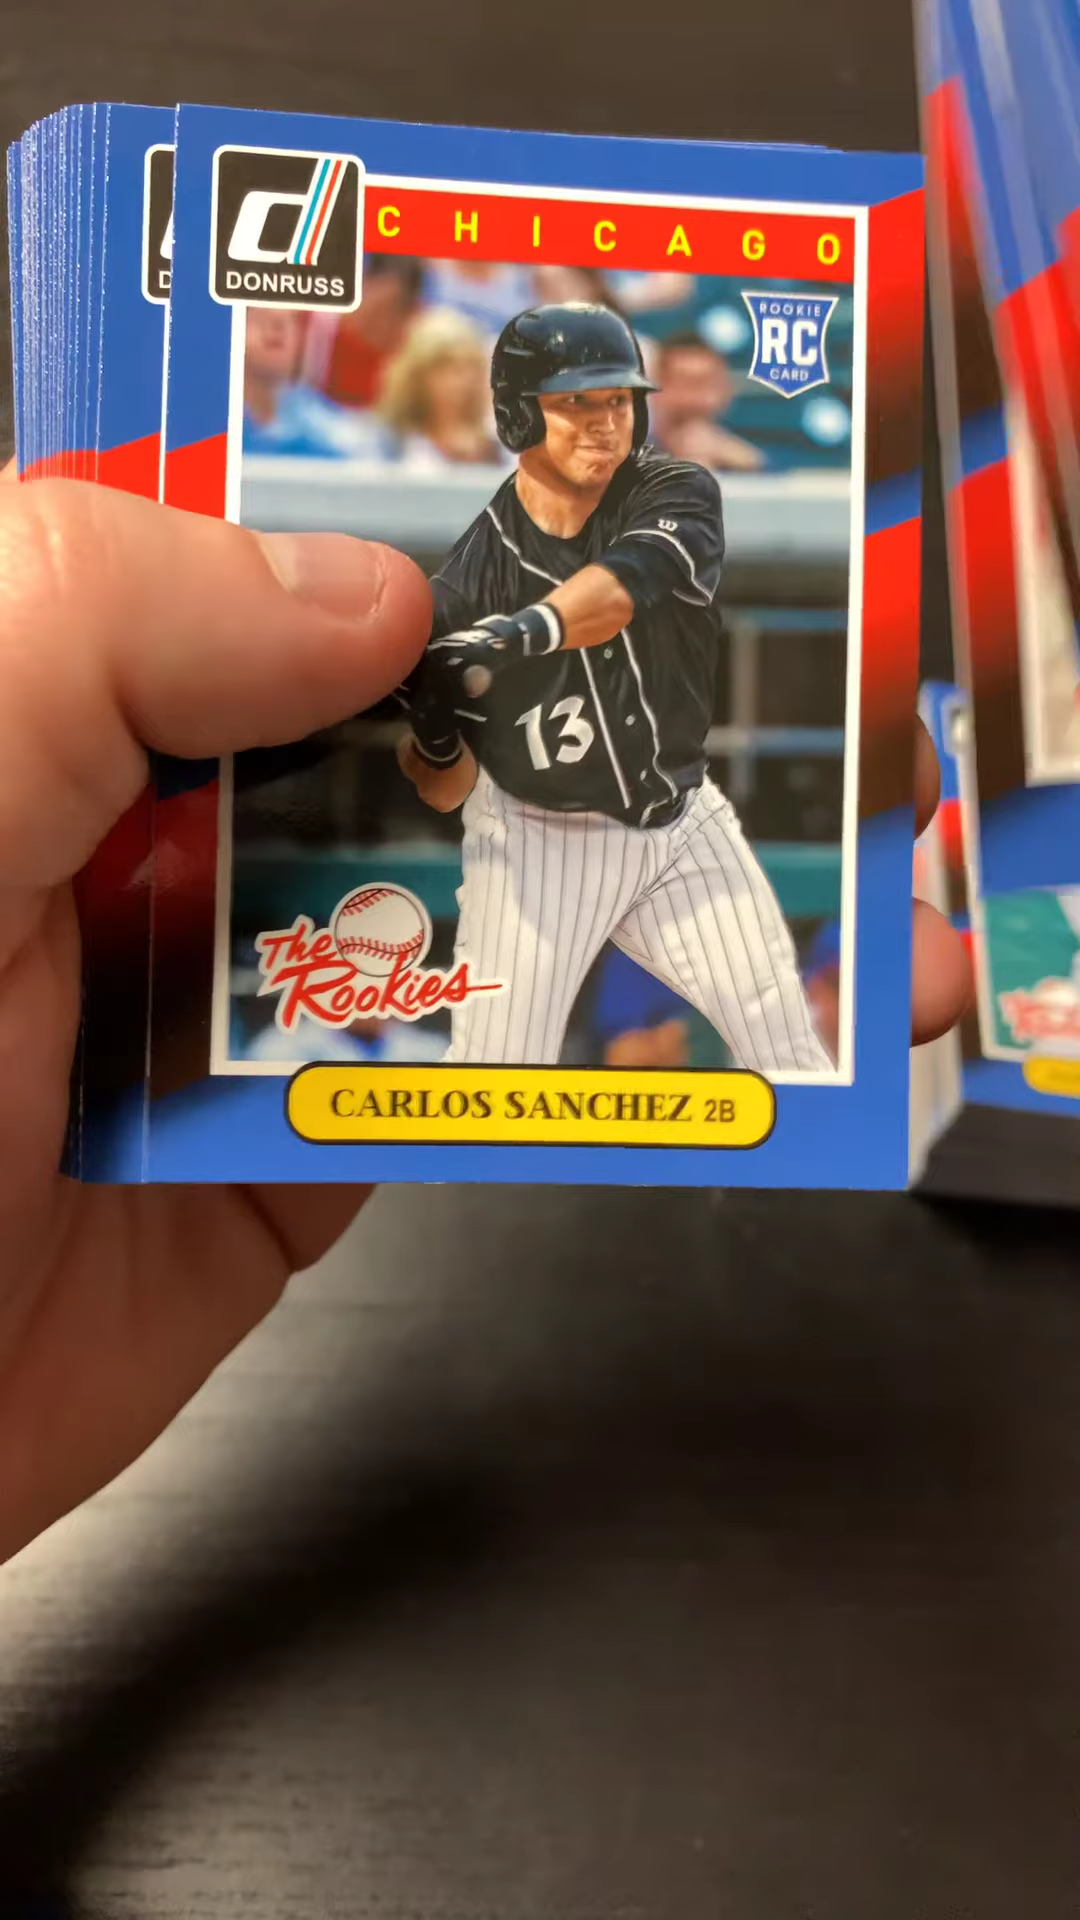 DONRUSS
CHICAGO
ROOKIE
RC
CARD
w
13
The
Rookies
CARLOS SANCHEZ 2B
D